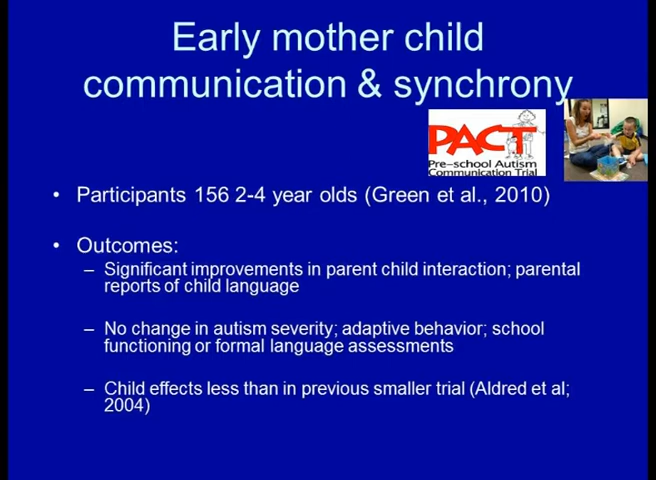 Early mother child
communication & synchrony
PACT
Pre-school Autism
Communication Trial
• Participants 156 2-4 year olds (Green et al., 2010)
• Outcomes:
– Significant improvements in parent child interaction; parental
reports of child language
– No change in autism severity; adaptive behavior; school
functioning or formal language assessments
– Child effects less than in previous smaller trial (Aldred et al;
2004)